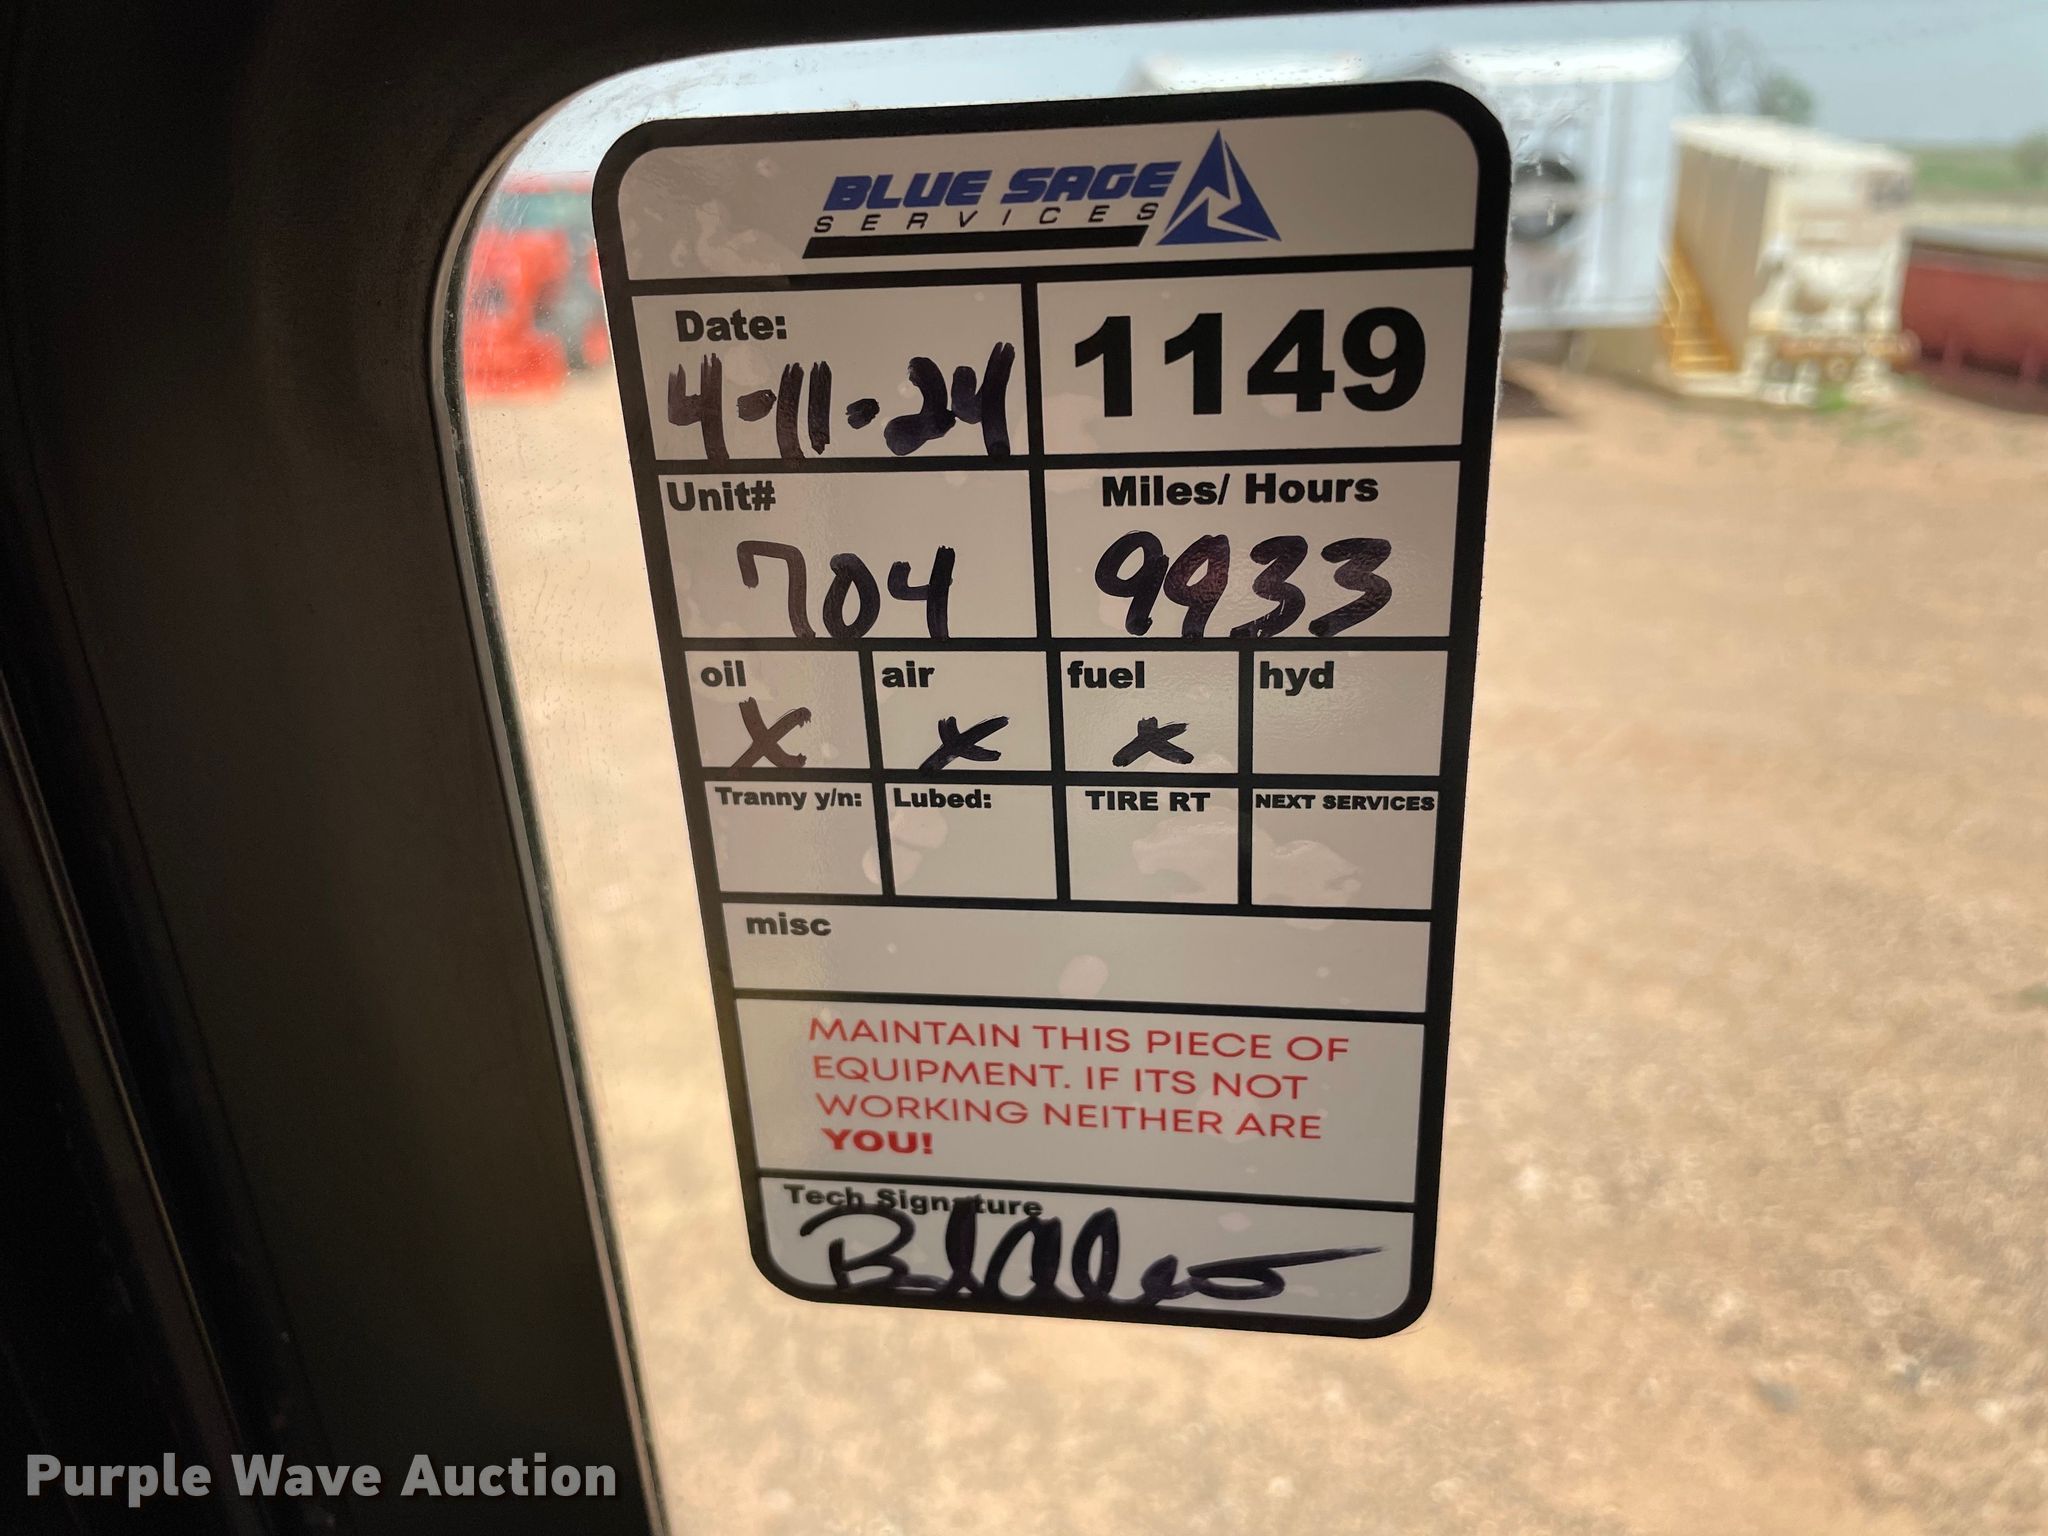 BLUE SAGE
SERVICES
Date:
4-11-24
1149
Unit#
704
Miles/ Hours
9933
oil
X
air
X
fuel
X
hyd
Tranny y/n:
Lubed:
TIRE RT
NEXT SERVICES
misc
MAINTAIN THIS PIECE OF
EQUIPMENT. IF ITS NOT
WORKING NEITHER ARE
YOU!
Tech Signature
Purple Wave Auction